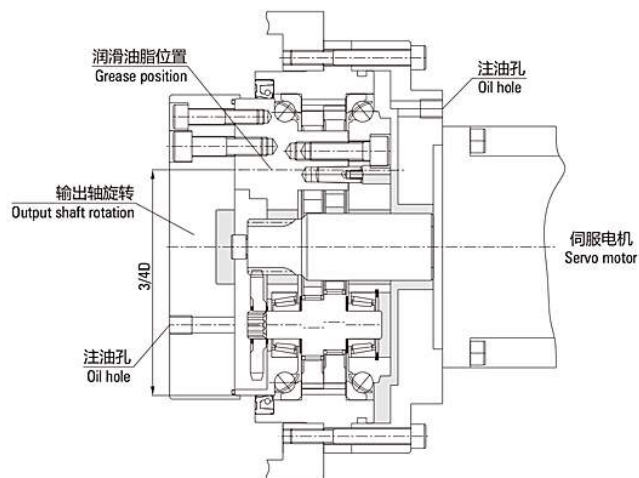 润滑油脂位置
Grease position
注油孔
Oil hole
输出轴旋转
Output shaft rotation
3/4D
伺服电机
Servo motor
注油孔
Oil hole